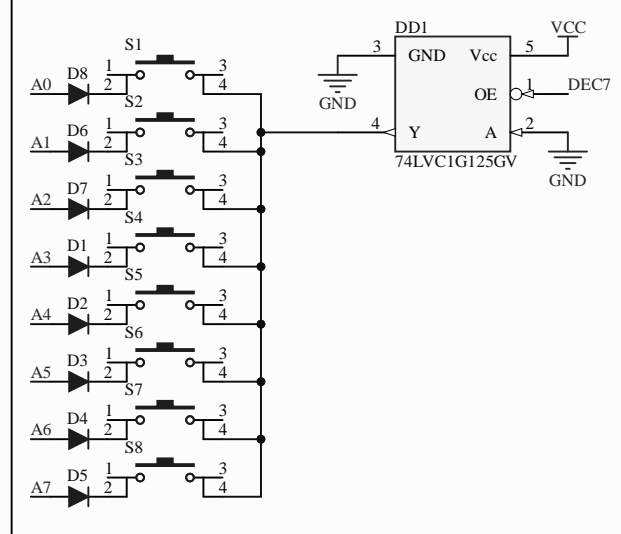 S1
1 3
A0 D8 2 4
S2
1 3
A1 D6 2 4
S3
1 3
A2 D7 2 4
S4
1 3
A3 D1 2 4
S5
1 3
A4 D2 2 4
S6
1 3
A5 D3 2 4
S7
1 3
A6 D4 2 4
S8
1 3
A7 D5 2 4
DD1
VCC
3 GND Vcc 5
GND
OE 1 DEC7
4 Y A 2
74LVC1G125GV
GND